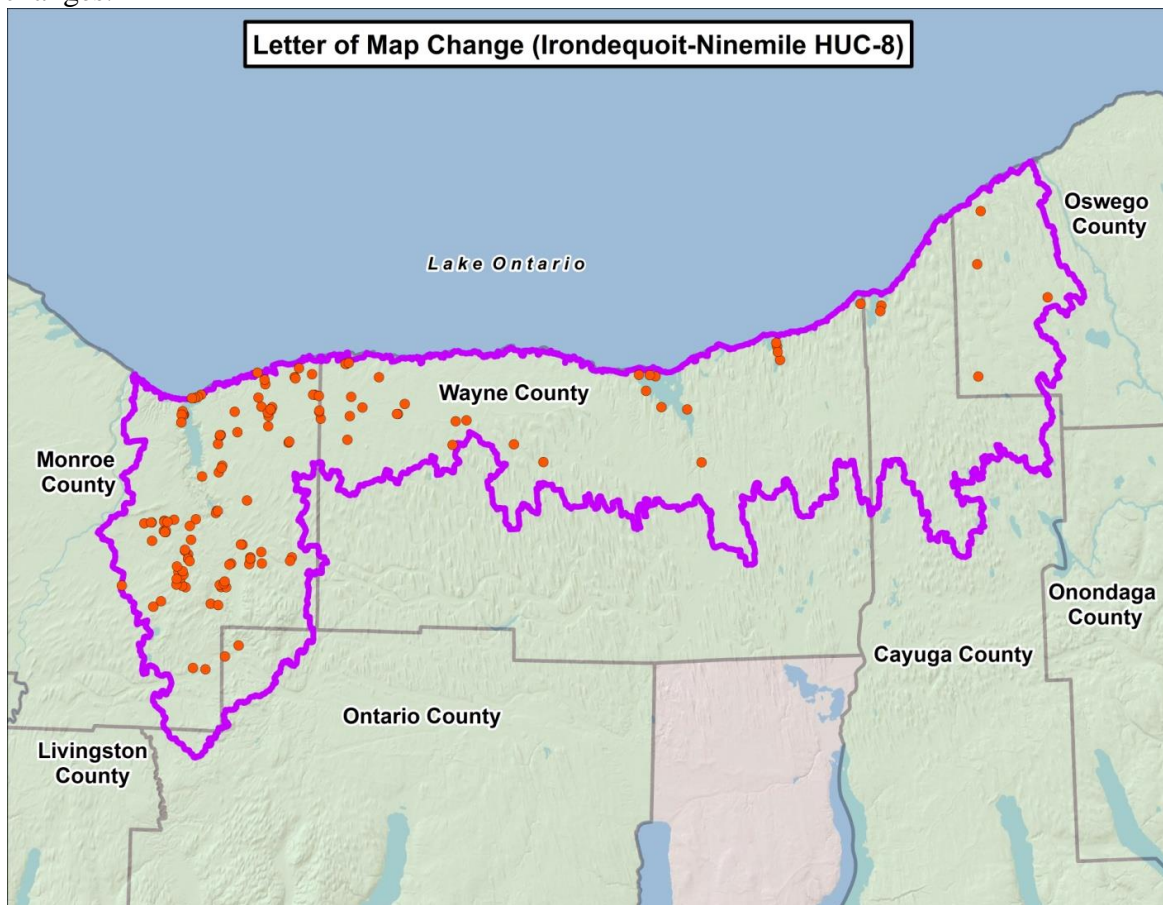 Letter of Map Change (Irondequoit-Ninemile HUC-8)
Oswego
County
Lake Ontario
Wayne County
Monroe
County
Onondaga
County
Cayuga County
Ontario County
Livingston
County